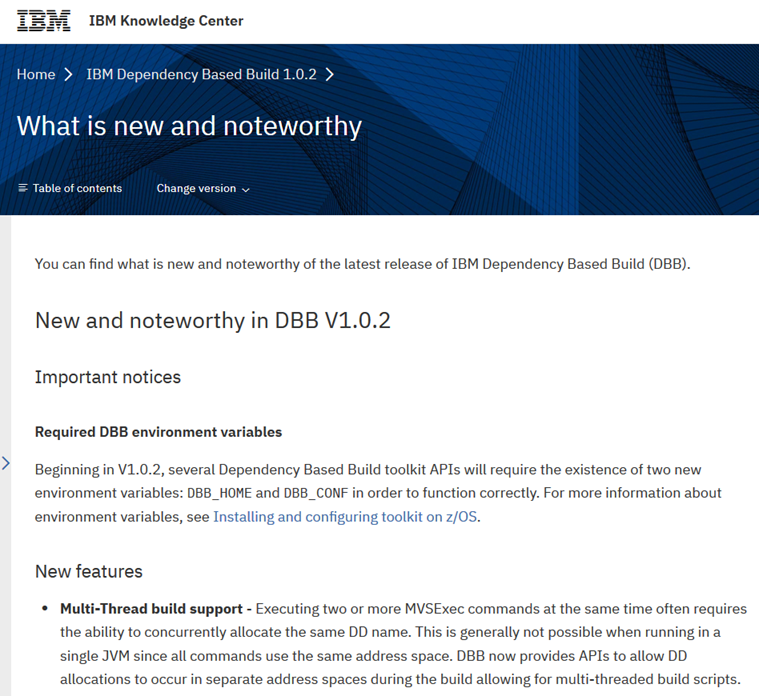 IBM IBM Knowledge Center
Home IBM Dependency Based Build 1.0.2
What is new and noteworthy
Table of contents Change version
You can find what is new and noteworthy of the latest release of IBM Dependency Based Build (DBB).
New and noteworthy in DBB V1.0.2
Important notices
Required DBB environment variables
Beginning in V1.0.2, several Dependency Based Build toolkit APIs will require the existence of two new
environment variables: DBB_HOME and DBB_CONF in order to function correctly. For more information about
environment variables, see Installing and configuring toolkit on z/OS.
New features
• Multi-Thread build support - Executing two or more MVSExec commands at the same time often requires
the ability to concurrently allocate the same DD name. This is generally not possible when running in a
single JVM since all commands use the same address space. DBB now provides APIs to allow DD
allocations to occur in separate address spaces during the build allowing for multi-threaded build scripts.